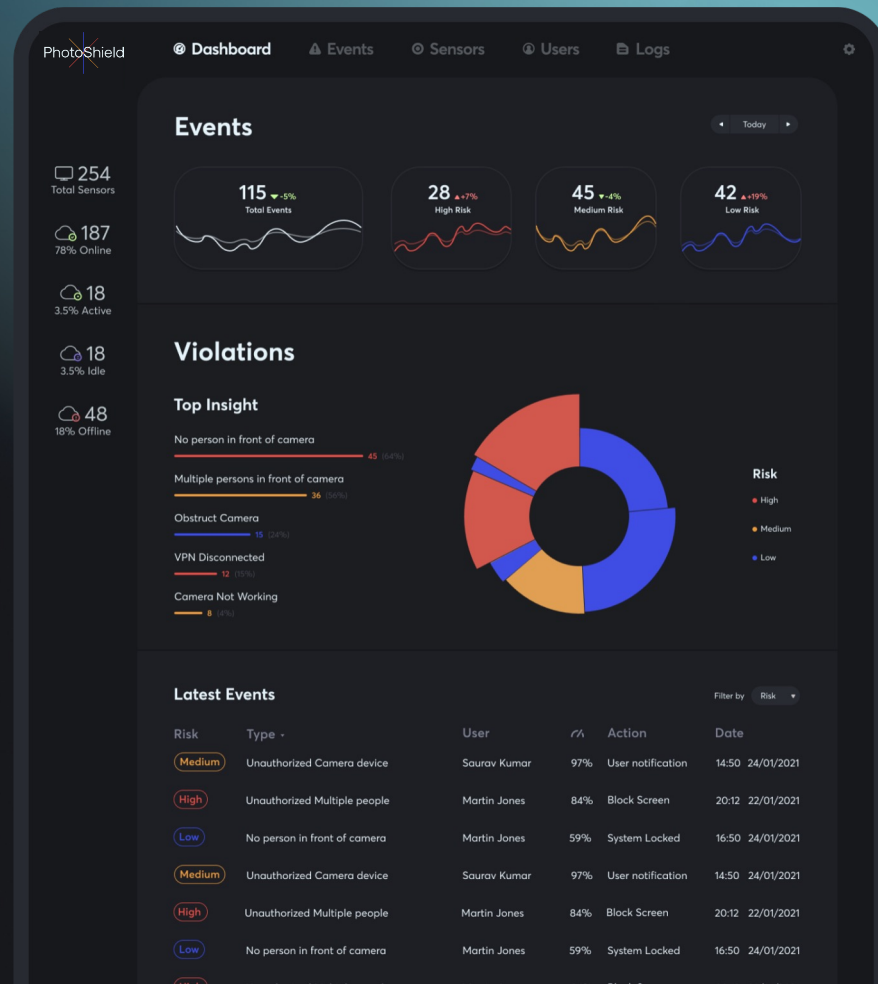 PhotoShield
Dashboard
Events
Sensors
Users
Logs
254
Total Sensors
187
78% Online
18
3.5% Active
18
3.5% Idle
48
18% Offline
Events
Today
115 -5%
Total Events
28 +7%
High Risk
45 -4%
Medium Risk
42 +19%
Low Risk
Violations
Top Insight
No person in front of camera
45 (64%)
Multiple persons in front of camera
36 (56%)
Obstruct Camera
15 (24%)
VPN Disconnected
12 (15%)
Camera Not Working
8 (4%)
Risk
High
Medium
Low
Latest Events
Filter by Risk
Risk Type User Action Date
Medium Unauthorized Camera device Saurav Kumar 97% User notification 14:50 24/01/2021
High Unauthorized Multiple people Martin Jones 84% Block Screen 20:12 22/01/2021
Low No person in front of camera Martin Jones 59% System Locked 16:50 24/01/2021
Medium Unauthorized Camera device Saurav Kumar 97% User notification 14:50 24/01/2021
High Unauthorized Multiple people Martin Jones 84% Block Screen 20:12 22/01/2021
Low No person in front of camera Martin Jones 59% System Locked 16:50 24/01/2021